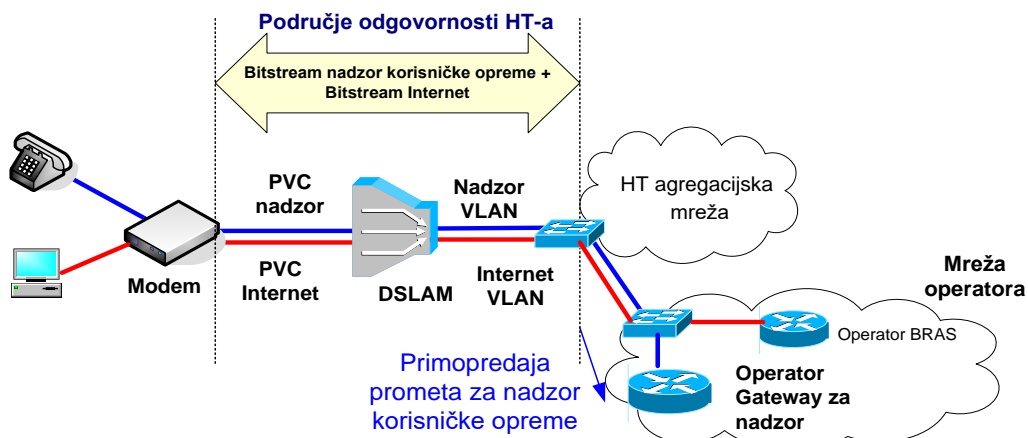 Područje odgovornosti HT-a
Bitstream nadzor korisničke opreme +
Bitstream Internet
HT agregacijska
mreža
PVC
nadzor
Nadzor
VLAN
PVC
Internet
Internet
VLAN
Modem
DSLAM
Mreža
operatora
Operator BRAS
Primopredaja
prometa za nadzor
korisničke opreme
Operator
Gateway za
nadzor